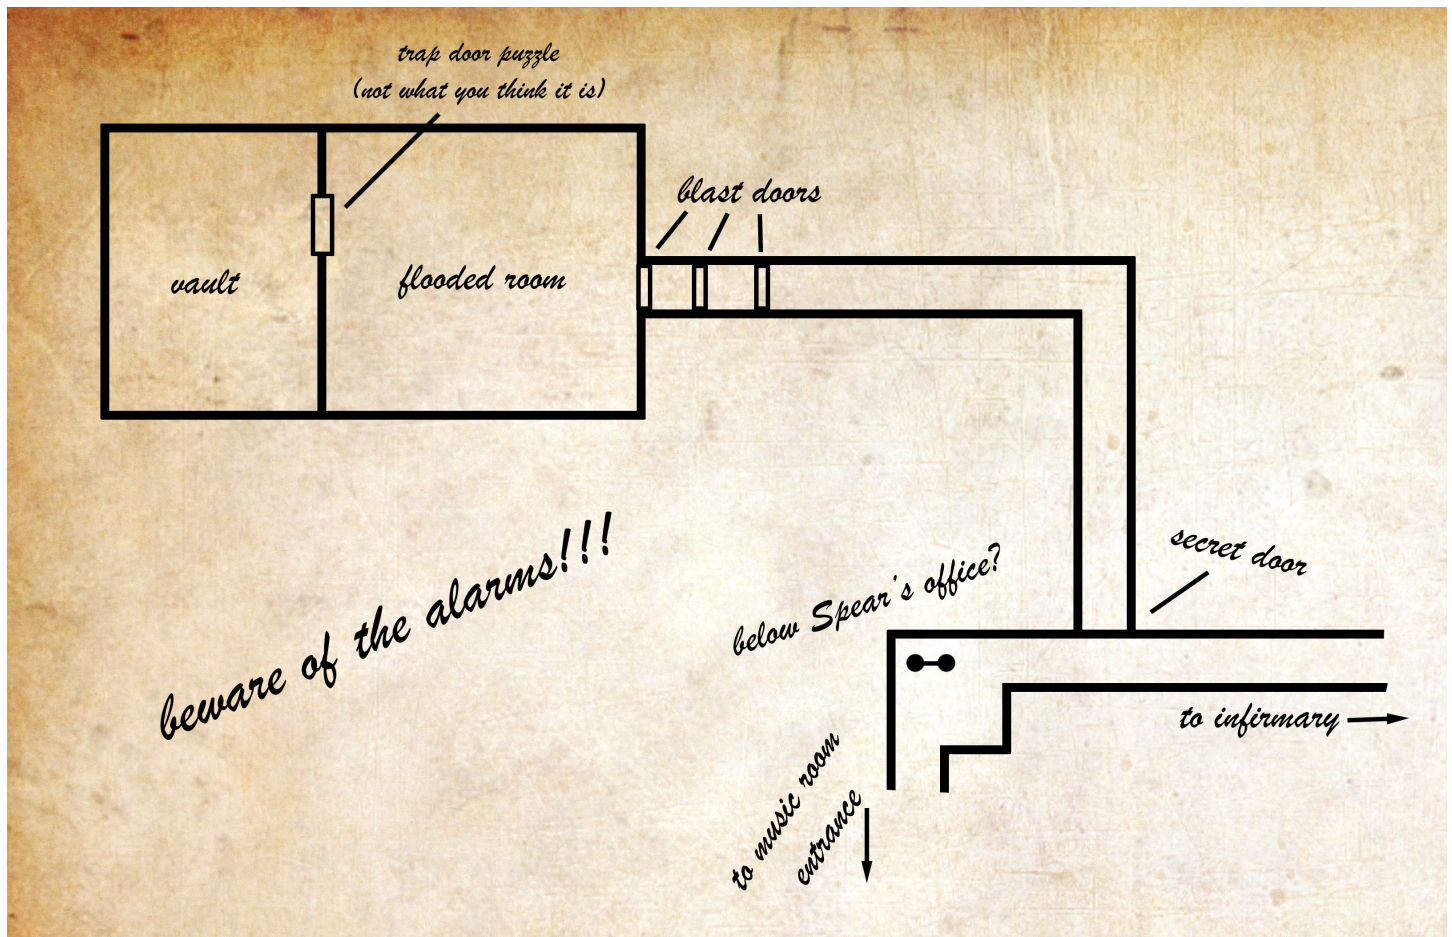 trap door puzzle
(not what you think it is)
blast doors
vault
flooded room
secret door
below Spear's office?
beware of the alarms!!!
to infirmary
to music room
entrance